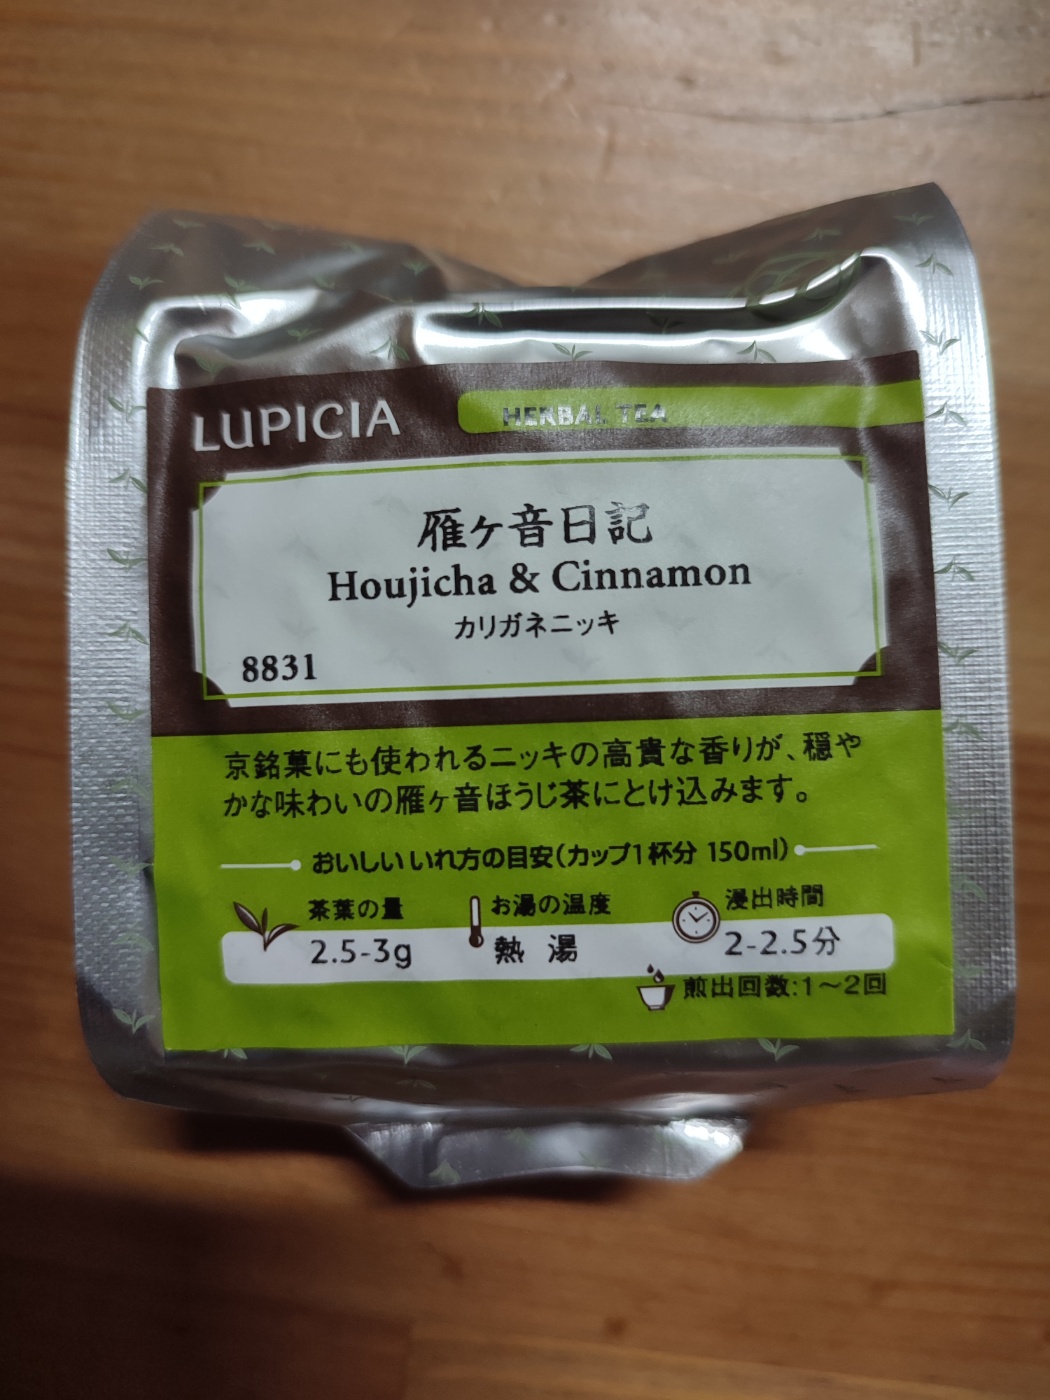 LUPICIA
HERBAL TEA
雁ヶ音日記
Houjicha & Cinnamon
カリガネニッキ
8831
京銘菓にも使われるニッキの高貴な香りが、穏や
かな味わいの雁ヶ音ほうじ茶にとけ込みます。
おいしいいれ方の目安(カップ1杯分 150ml)
茶葉の量 お湯の温度 浸出時間
2.5-3g 熱 湯 2-2.5分
煎出回数:1〜2回